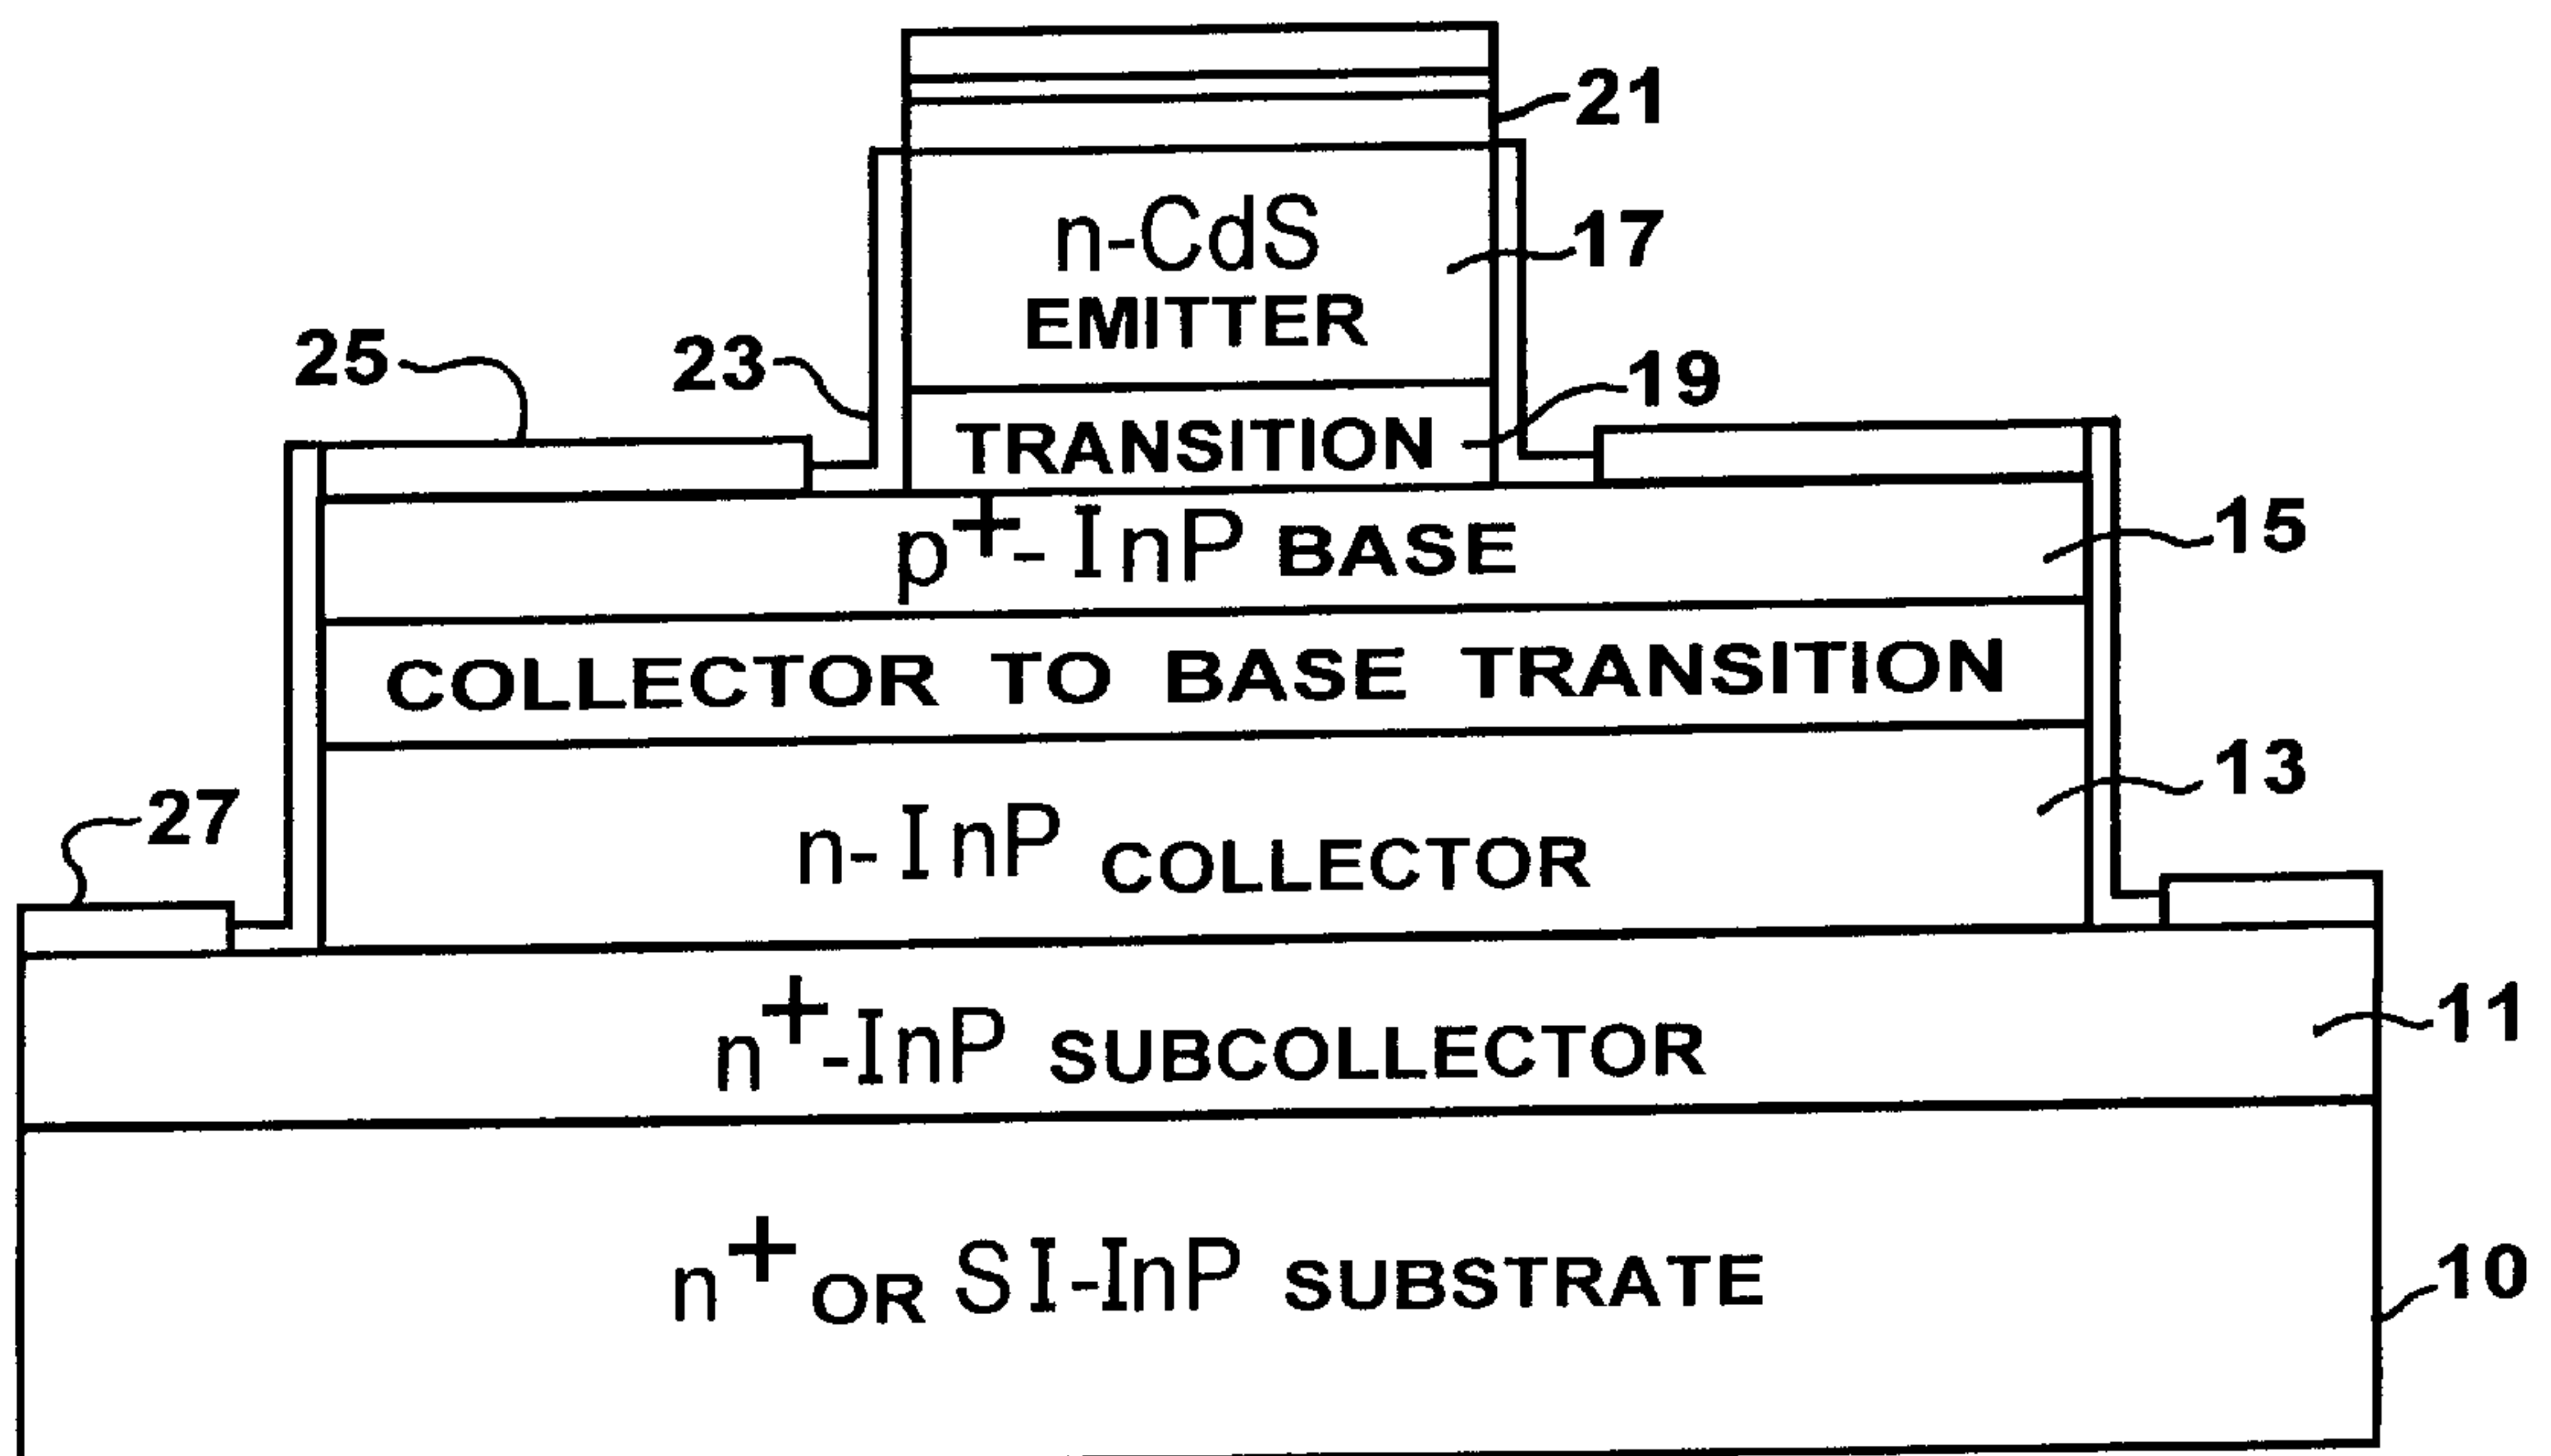 21
n-CdS
17
EMITTER
25
23
19
TRANSITION
p+-InP BASE
15
COLLECTOR TO BASE TRANSITION
13
27
n-InP COLLECTOR
n+-InP SUBCOLLECTOR
11
n+ OR SI-InP SUBSTRATE
10